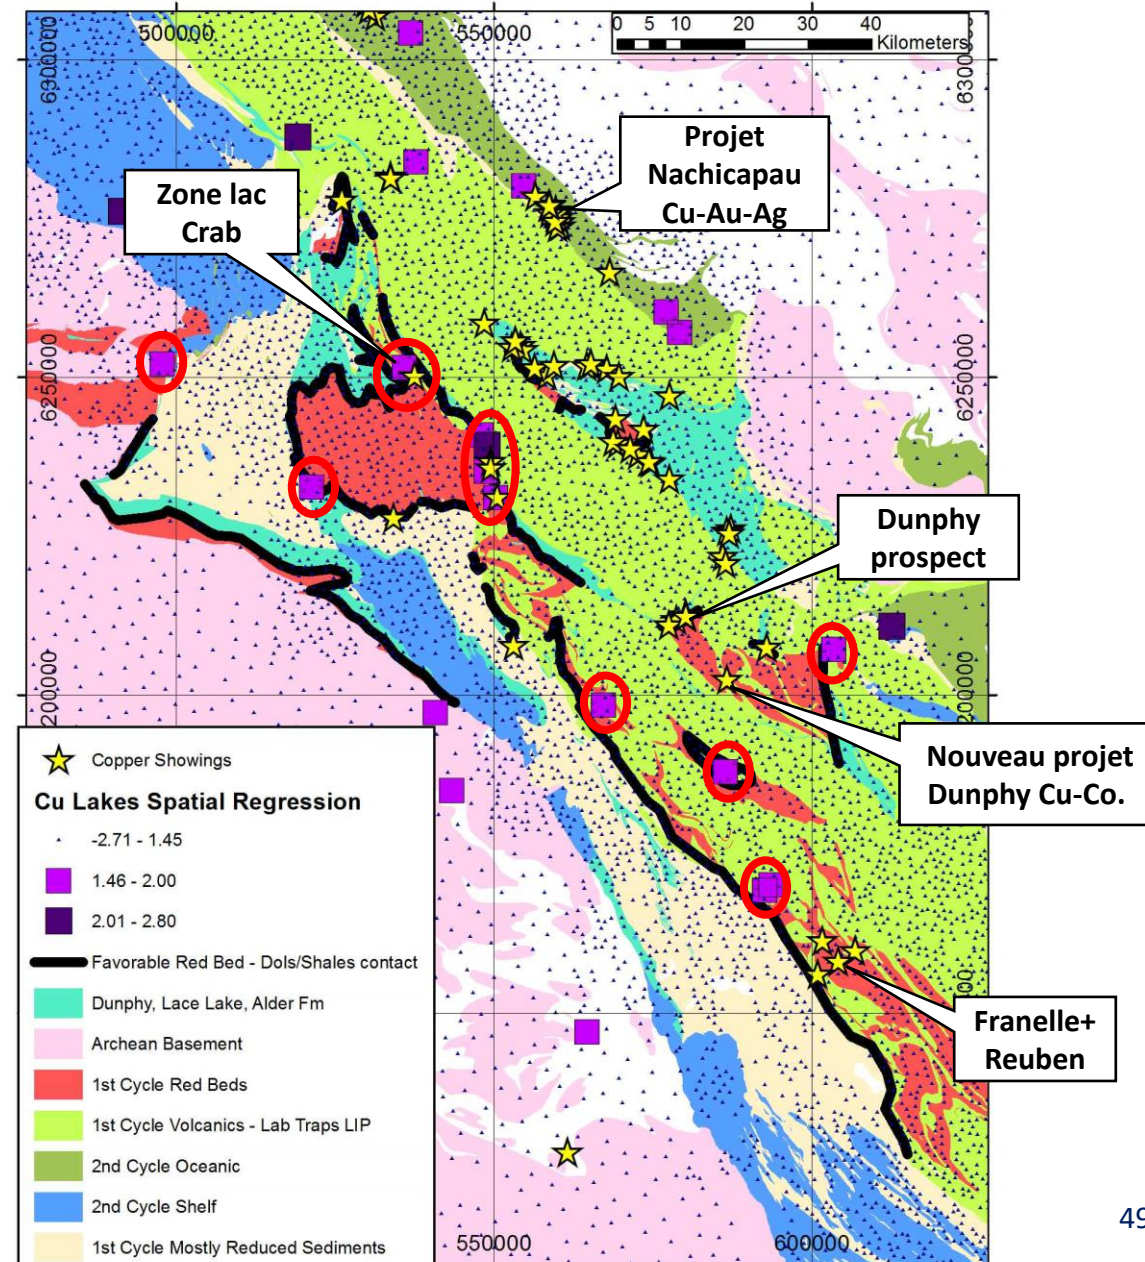 500000
550000
0 5 10 20 30 40
Kilometers
6300000
6300000
Projet
Nachicapau
Cu-Au-Ag
Zone lac
Crab
6250000
6250000
Dunphy
prospect
200000
200000
Nouveau projet
Dunphy Cu-Co.
Copper Showings
Cu Lakes Spatial Regression
-2.71 - 1.45
1.46 - 2.00
2.01 - 2.80
Favorable Red Bed - Dols/Shales contact
Dunphy, Lace Lake, Alder Fm
Archean Basement
1st Cycle Red Beds
1st Cycle Volcanics - Lab Traps LIP
2nd Cycle Oceanic
2nd Cycle Shelf
1st Cycle Mostly Reduced Sediments
Franelle+
Reuben
550000
600000
49